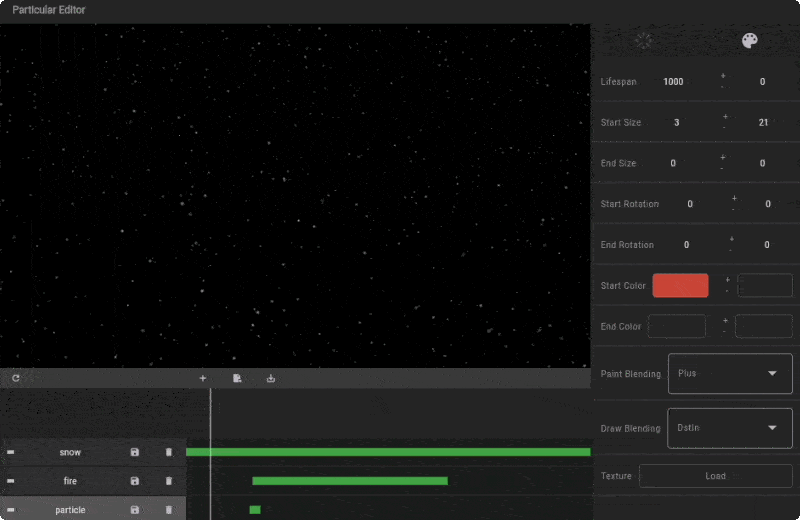 Particular Editor
Lifespan 1000 + - 0
Start Size 3 + - 21
End Size 0 + - 0
Start Rotation 0 + - 0
End Rotation 0 + - 0
Start Color + -
End Color + -
Paint Blending Plus
Draw Blending DstIn
Texture Load
+
snow
fire
particle